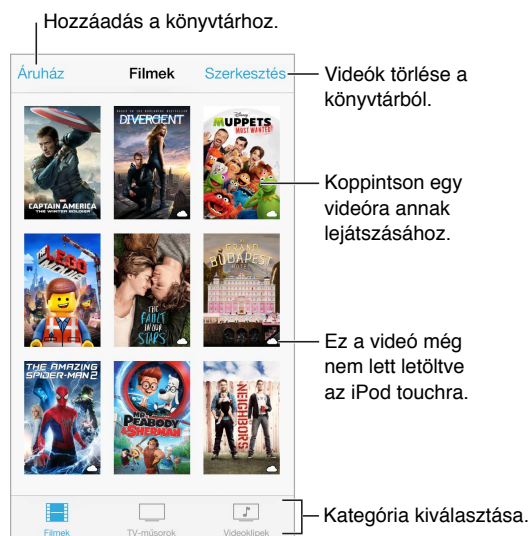 Hozzáadás a könyvtárhoz.
Áruház
Filmek
Szerkesztés
Videók törlése a
könyvtárból.
CAPTAIN AMERICA
THE WINTER SOLDIER
DIVERGENT
Disney
MUPPETS
MOST WANTED
Koppintson egy
videóra annak
lejátszásához.
THE LEGO
MOVIE
THE
FAULT
IN OUR
STARS
GRAND
BUDAPEST
HOTEL
Ez a videó még
nem lett letöltve
az iPod touchra.
THE AMAZING
SPIDER-MAN 2
MR.
PEABODY
& SHERMAN
NEIGHBORS
Kategória kiválasztása.
Filmek
TV-műsorok
Videoklipek